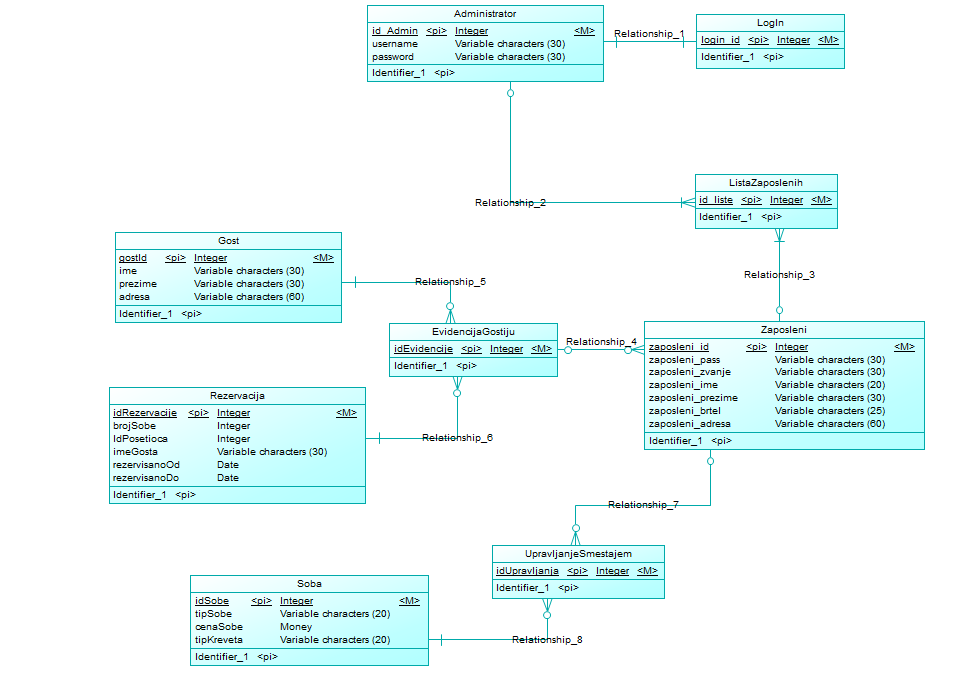 Administrator
id_Admin <pi> Integer <M>
username Variable characters (30)
password Variable characters (30)
Identifier_1 <pi>
Relationship_1
LogIn
login_id <pi> Integer <M>
Identifier_1 <pi>
Relationship_2
ListaZaposlenih
id_liste <pi> Integer <M>
Identifier_1 <pi>
Relationship_3
Gost
gostId <pi> Integer <M>
ime Variable characters (30)
prezime Variable characters (30)
adresa Variable characters (60)
Identifier_1 <pi>
Relationship_5
EvidencijaGostiju
idEvidencije <pi> Integer <M>
Identifier_1 <pi>
Relationship_4
Zaposleni
zaposleni_id <pi> Integer <M>
zaposleni_pass Variable characters (30)
zaposleni_zvanje Variable characters (30)
zaposleni_ime Variable characters (20)
zaposleni_prezime Variable characters (30)
zaposleni_brtel Variable characters (25)
zaposleni_adresa Variable characters (60)
Identifier_1 <pi>
Rezervacija
idRezervacije <pi> Integer <M>
brojSobe Integer
IdPosetioca Integer
imeGosta Variable characters (30)
rezervisanoOd Date
rezervisanoDo Date
Identifier_1 <pi>
Relationship_6
Relationship_7
UpravljanjeSmestajem
idUpravljanja <pi> Integer <M>
Identifier_1 <pi>
Soba
idSobe <pi> Integer <M>
tipSobe Variable characters (20)
cenaSobe Money
tipKreveta Variable characters (20)
Identifier_1 <pi>
Relationship_8